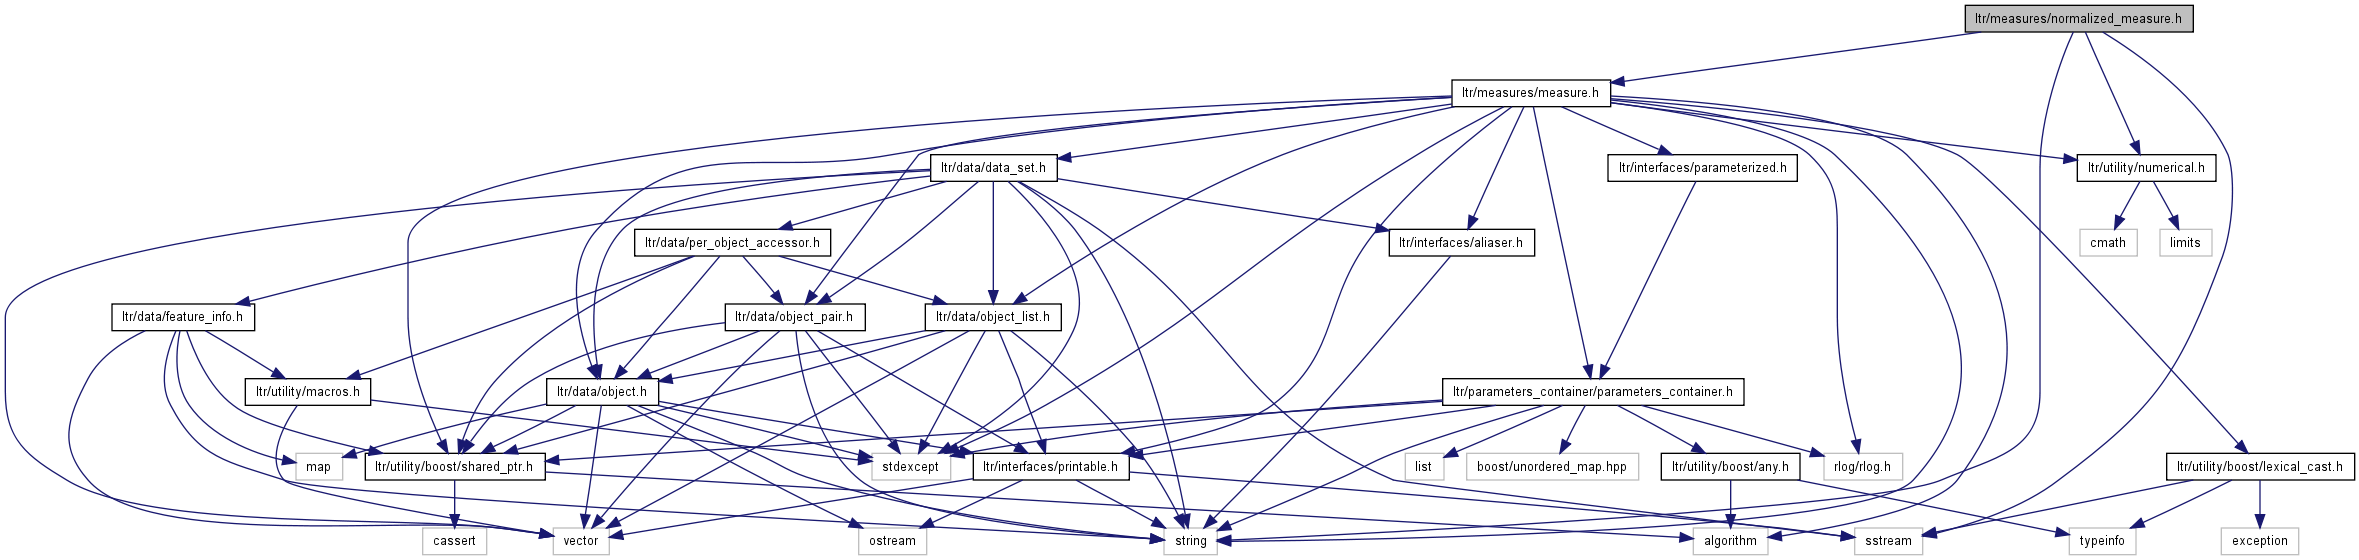 ltr/measures/normalized_measure.h
ltr/measures/measure.h
ltr/data/data_set.h
ltr/interfaces/parameterized.h
ltr/utility/numerical.h
ltr/data/per_object_accessor.h
ltr/interfaces/aliaser.h
cmath
limits
ltr/data/feature_info.h
ltr/data/object_pair.h
ltr/data/object_list.h
ltr/utility/macros.h
ltr/data/object.h
ltr/parameters_container/parameters_container.h
map
ltr/utility/boost/shared_ptr.h
stdexcept
ltr/interfaces/printable.h
list
boost/unordered_map.hpp
ltr/utility/boost/any.h
rlog/rlog.h
ltr/utility/boost/lexical_cast.h
cassert
vector
ostream
string
algorithm
sstream
typeinfo
exception